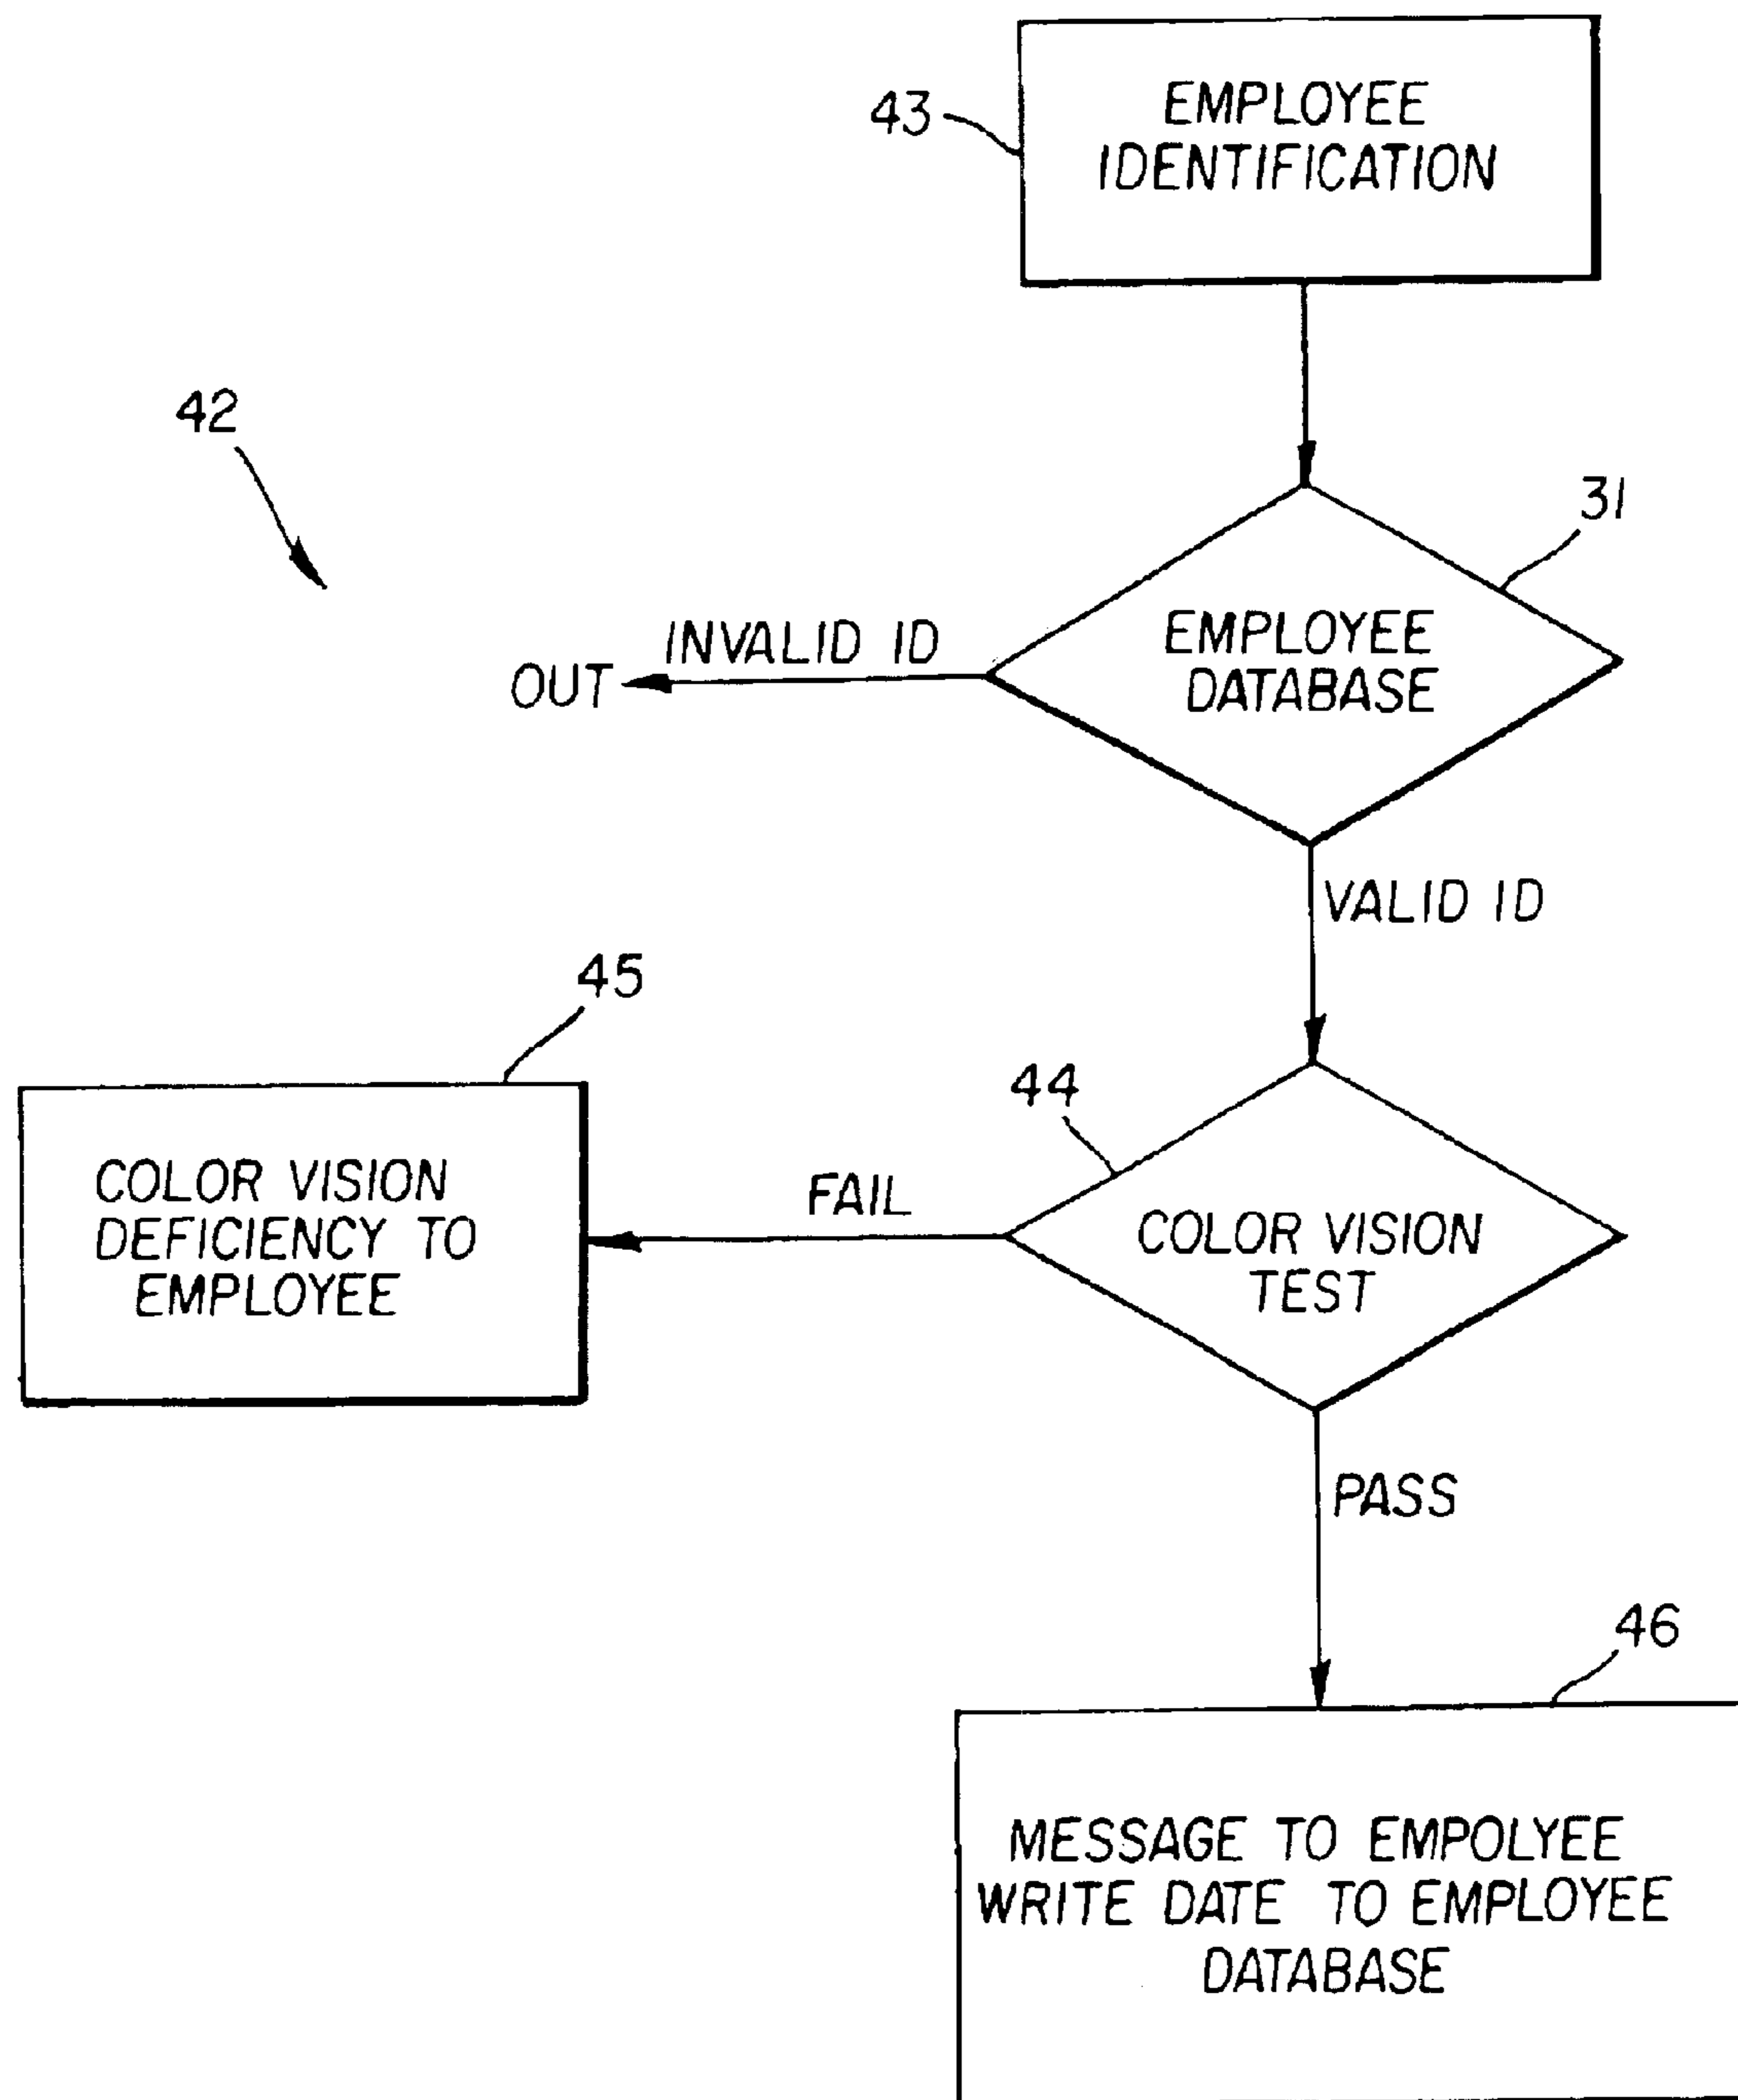 43
EMPLOYEE
IDENTIFICATION
42
31
EMPLOYEE
DATABASE
INVALID ID
OUT
VALID ID
45
44
COLOR VISION
DEFICIENCY TO
EMPLOYEE
FAIL
COLOR VISION
TEST
PASS
46
MESSAGE TO EMPOLYEE
WRITE DATE TO EMPLOYEE
DATABASE